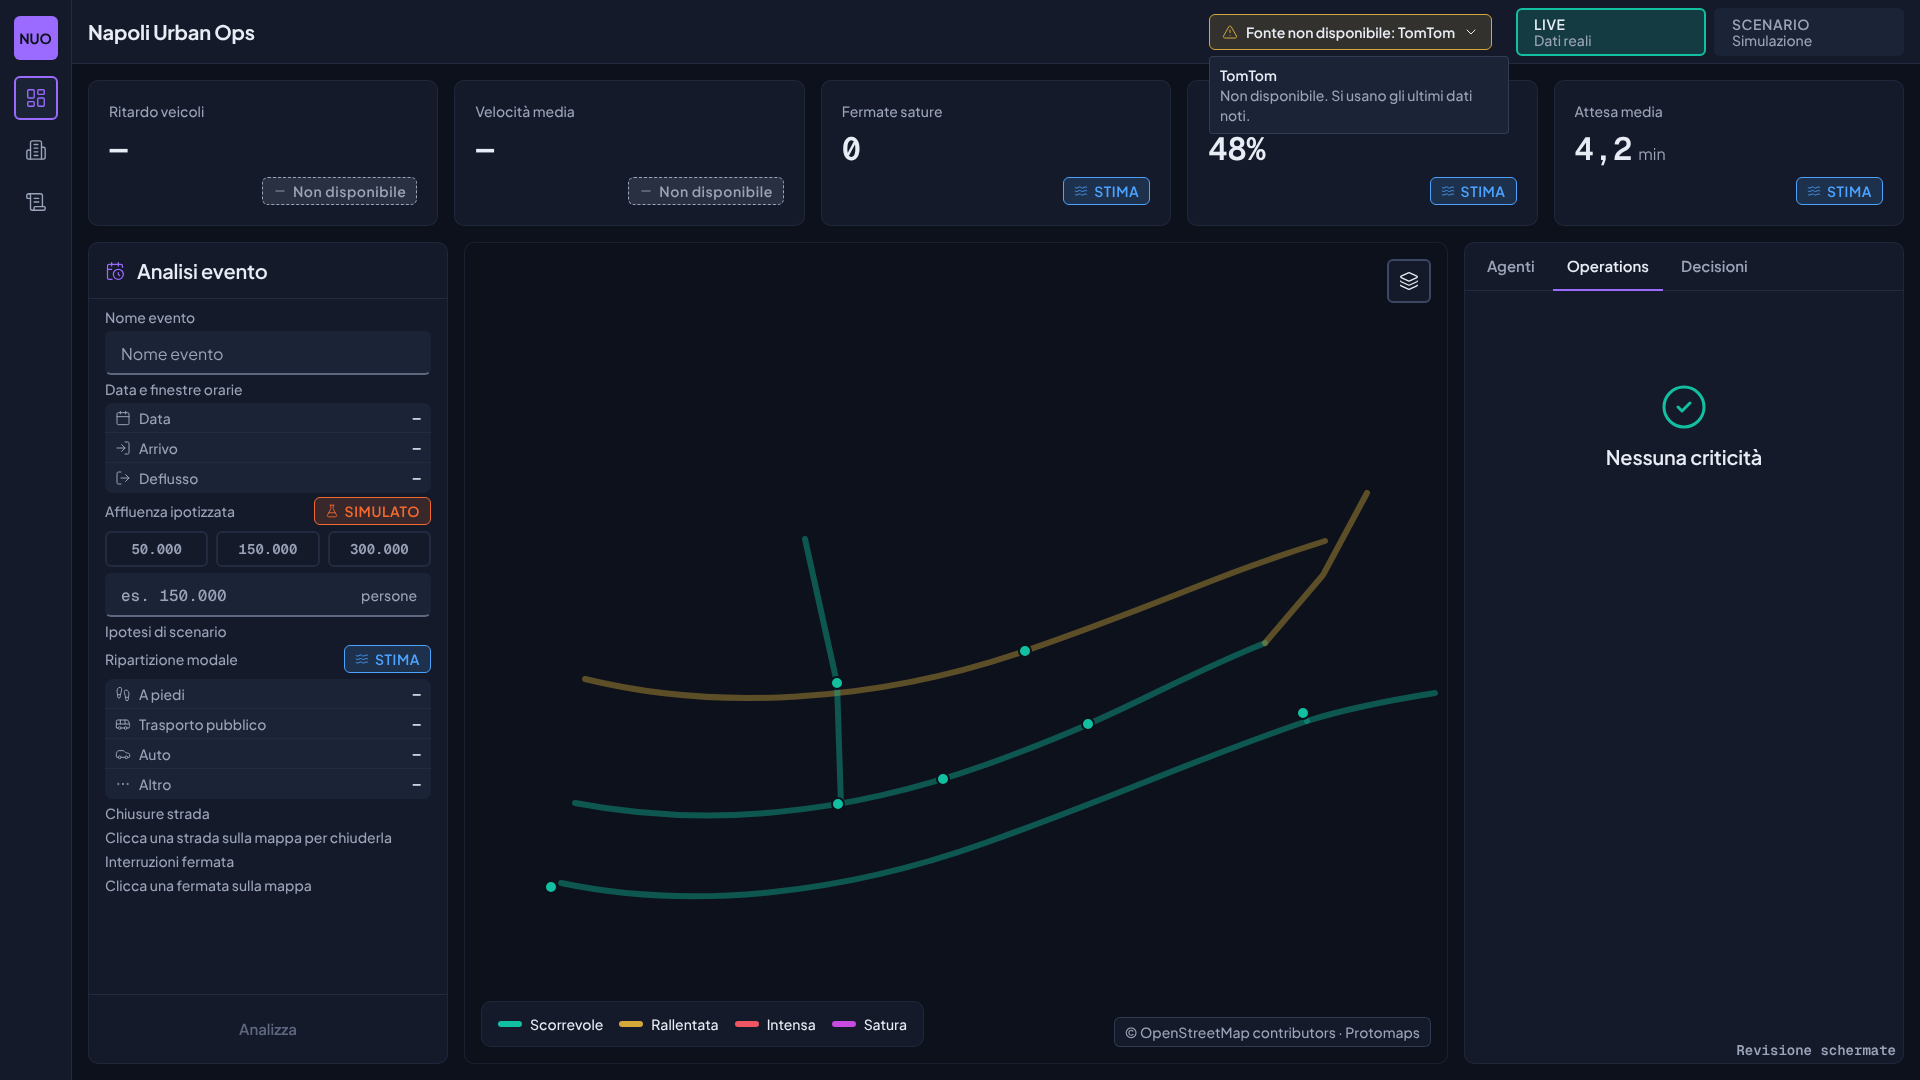 NUO
Napoli Urban Ops
Fonte non disponibile: TomTom
LIVE
Dati reali
SCENARIO
Simulazione
TomTom
Non disponibile. Si usano gli ultimi dati
noti.
Ritardo veicoli
–
– Non disponibile
Velocità media
–
– Non disponibile
Fermate sature
0
STIMA
48%
STIMA
Attesa media
4,2 min
STIMA
Analisi evento
Nome evento
Nome evento
Data e finestre orarie
Data –
Arrivo –
Deflusso –
Affluenza ipotizzata SIMULATO
50.000 150.000 300.000
es. 150.000 persone
Ipotesi di scenario
Ripartizione modale STIMA
A piedi –
Trasporto pubblico –
Auto –
Altro –
Chiusure strada
Clicca una strada sulla mappa per chiuderla
Interruzioni fermata
Clicca una fermata sulla mappa
Analizza
Scorrevole Rallentata Intensa Satura
© OpenStreetMap contributors · Protomaps
Agenti Operations Decisioni
Nessuna criticità
Revisione schermate